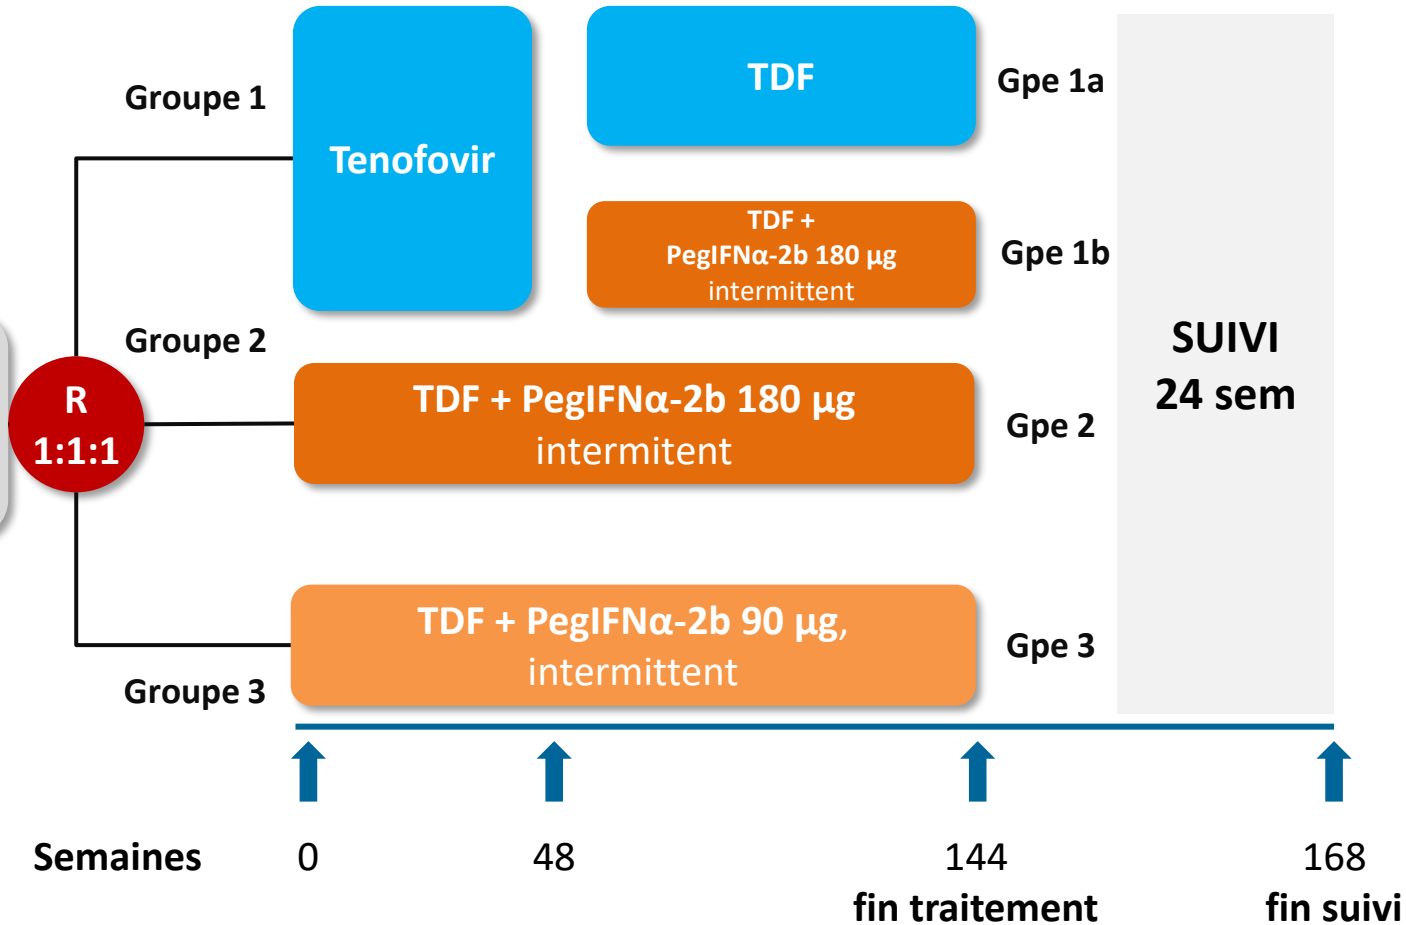 Groupe 1
Tenofovir
TDF
Gpe 1a
TDF +
PegIFNα-2b 180 µg
intermittent
Gpe 1b
Groupe 2
R
1:1:1
TDF + PegIFNα-2b 180 µg
intermitent
Gpe 2
SUIVI
24 sem
TDF + PegIFNα-2b 90 µg,
intermittent
Gpe 3
Groupe 3
Semaines 0 48 144 168
fin traitement fin suivi